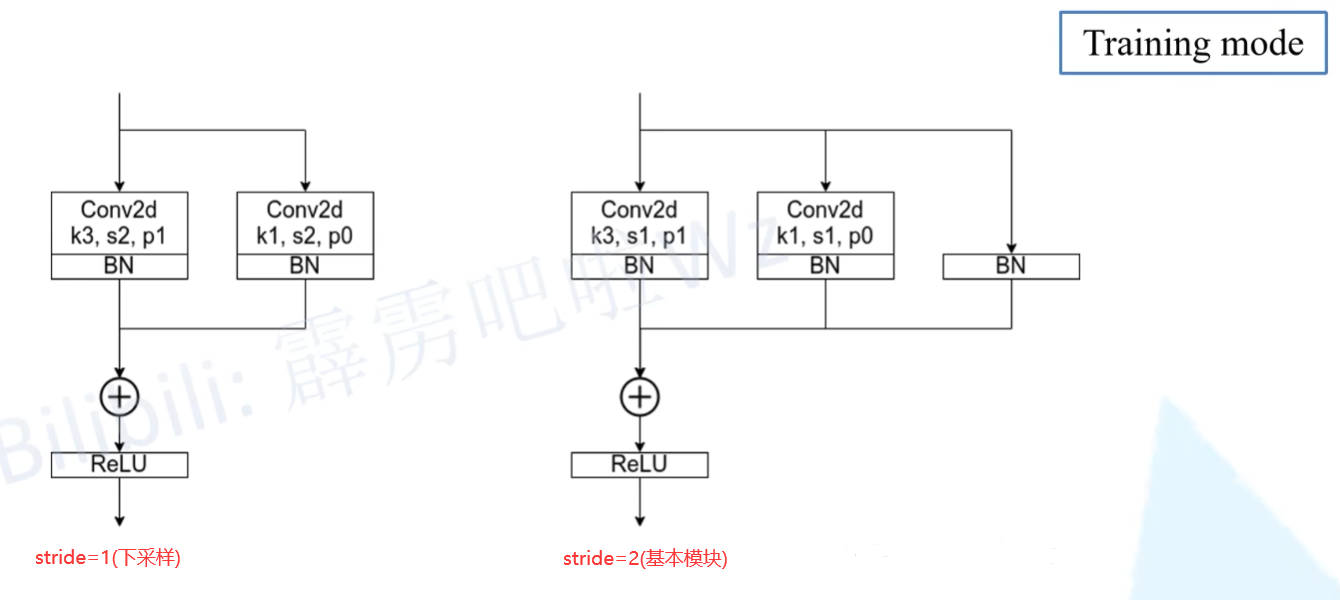 Training mode
Conv2d
k3, s2, p1
BN
Conv2d
k1, s2, p0
BN
ReLU
stride=1(下采样)
Conv2d
k3, s1, p1
BN
Conv2d
k1, s1, p0
BN
BN
ReLU
stride=2(基本模块)
Bilibili: 霹雳吧啦Wz